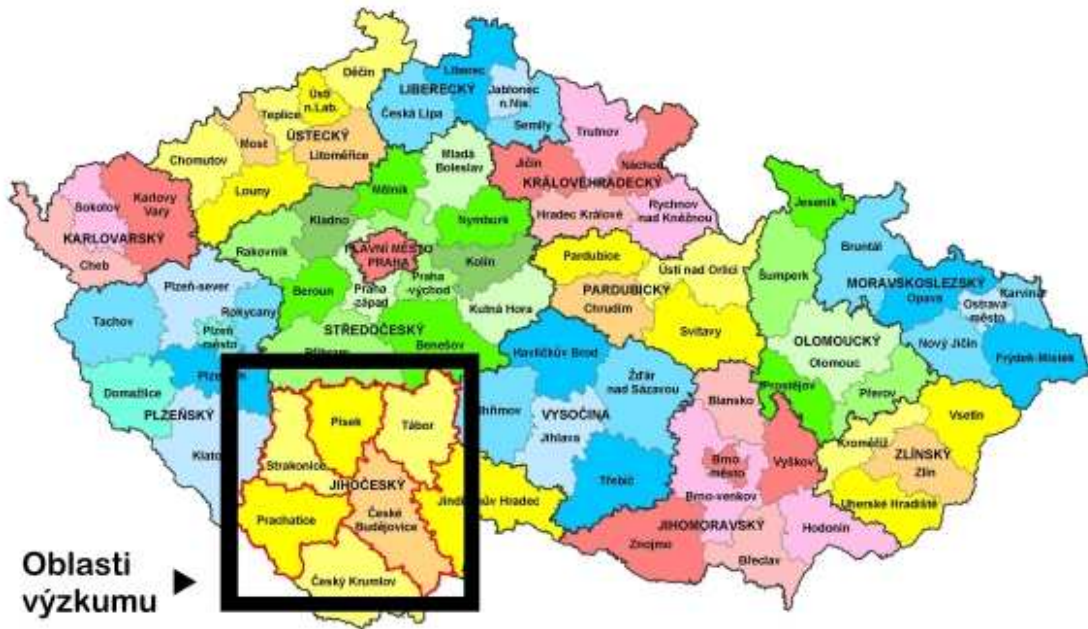 Děčín
Liberec
Ústí
n.Lab.
LIBERECKÝ
Jablonec
n.Nis.
Teplice
Česká Lípa
Semily
Trutnov
Most
ÚSTECKÝ
Litoměřice
Chomutov
Mladá
Boleslav
Jičín
Náchod
KRÁLOVEHRADECKÝ
Louny
Mělník
Karlovy
Vary
Sokolov
Kladno
Nymburk
Hradec Králové
Rychnov
nad Kněžnou
Jeseník
KARLOVARSKÝ
Cheb
Rakovník
HLAVNÍ MĚSTO
PRAHA
Kolín
Pardubice
Ústí nad Orlicí
Bruntál
Šumperk
Plzeň-sever
Beroun
Praha
-západ
Praha
-východ
Kutná Hora
PARDUBICKÝ
Chrudim
MORAVSKOSLEZSKÝ
Opava
Ostrava-
město
Karviná
Tachov
Rokycany
Plzeň
město
STŘEDOČESKÝ
Benešov
Svitavy
OLOMOUCKÝ
Olomouc
Nový Jičín
Frýdek-Místek
Havlíčkův Brod
Žďár
nad Sázavou
Prostějov
Přerov
Domažlice
PLZEŇSKÝ
Písek
Tábor
VYSOČINA
Jihlava
Blansko
Vsetín
Kroměříž
ZLÍNSKÝ
Zlín
Strakonice
JIHOČESKÝ
Třebíč
Brno
město
Vyškov
Brno-venkov
Uherské Hradiště
Prachatice
České
Budějovice
JIHOMORAVSKÝ
Hodonín
Znojmo
Břeclav
Český Krumlov
Oblasti
výzkumu